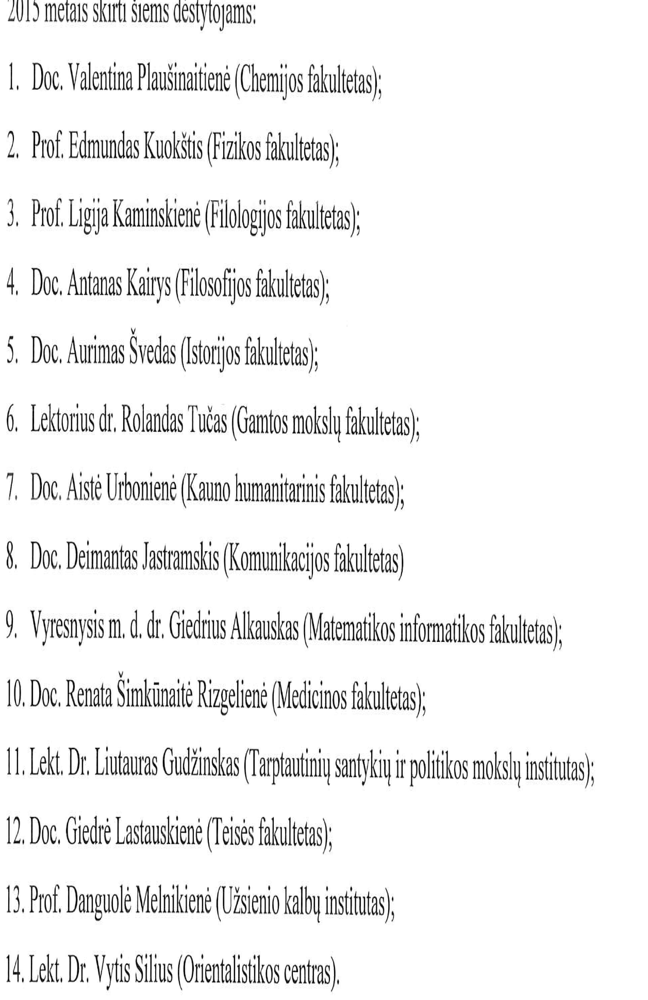 2015 metais skirti šiems dėstytojams:
1. Doc. Valentina Plaušinaitienė (Chemijos fakultetas);
2. Prof. Edmundas Kuokštis (Fizikos fakultetas);
3. Prof. Ligija Kaminskienė (Filologijos fakultetas);
4. Doc. Antanas Kairys (Filosofijos fakultetas);
5. Doc. Aurimas Švedas (Istorijos fakultetas);
6. Lektorius dr. Rolandas Tučas (Gamtos mokslų fakultetas);
7. Doc. Aistė Urbonienė (Kauno humanitarinis fakultetas);
8. Doc. Deimantas Jastramskis (Komunikacijos fakultetas)
9. Vyresnysis m. d. dr. Giedrius Alkauskas (Matematikos informatikos fakultetas);
10. Doc. Renata Šimkūnaitė Rizgelienė (Medicinos fakultetas);
11. Lekt. Dr. Liutauras Gudžinskas (Tarptautinių santykių ir politikos mokslų institutas);
12. Doc. Giedrė Lastauskienė (Teisės fakultetas);
13. Prof. Danguolė Melnikienė (Užsienio kalbų institutas);
14. Lekt. Dr. Vytis Silius (Orientalistikos centras).